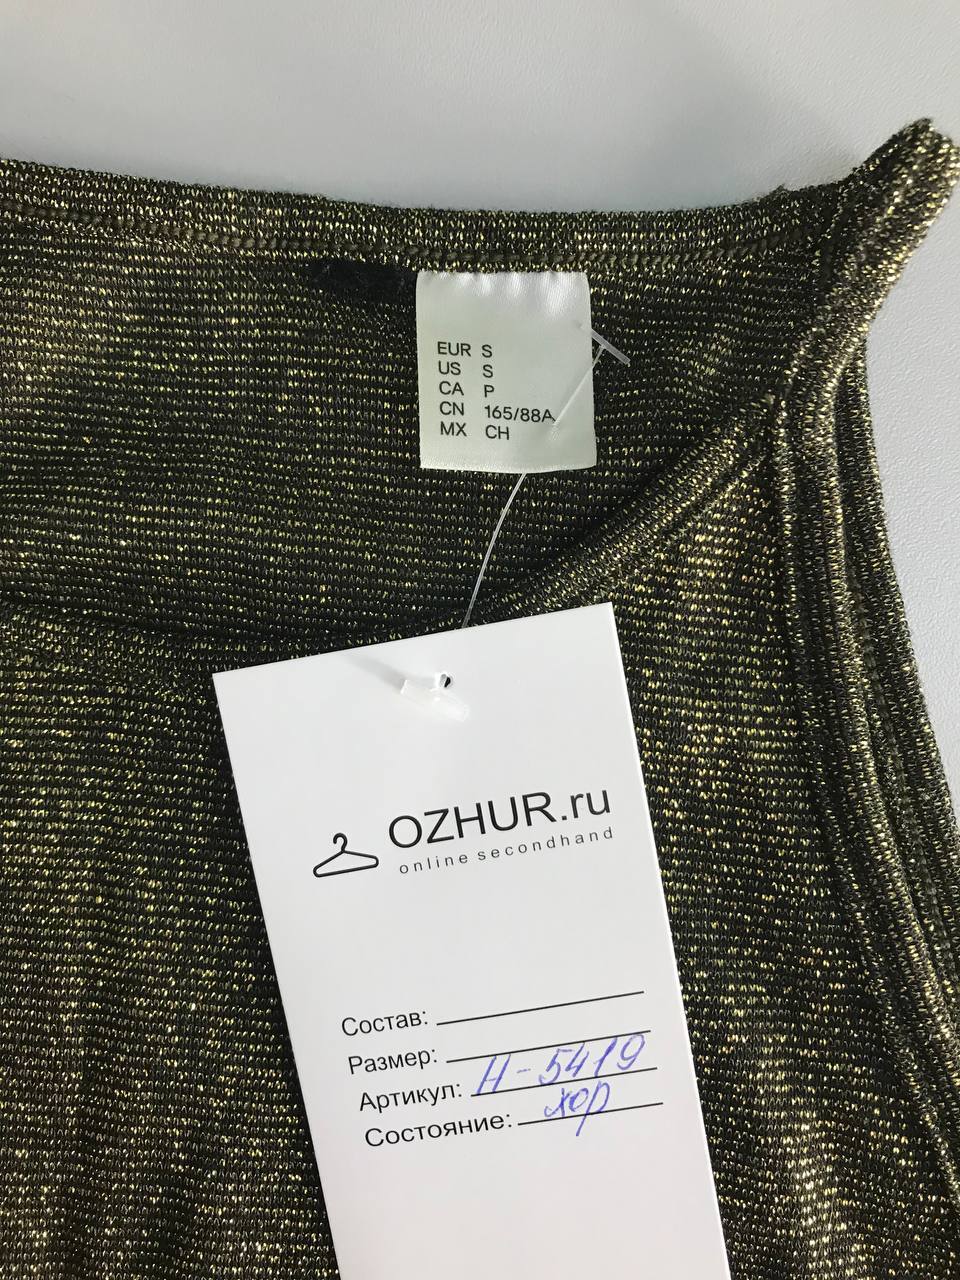 EUR S
US S
CA P
CN 165/88A
MX CH
OZHUR.ru
online secondhand
Состав:
Размер:
Артикул: Н-5419
Состояние: хор